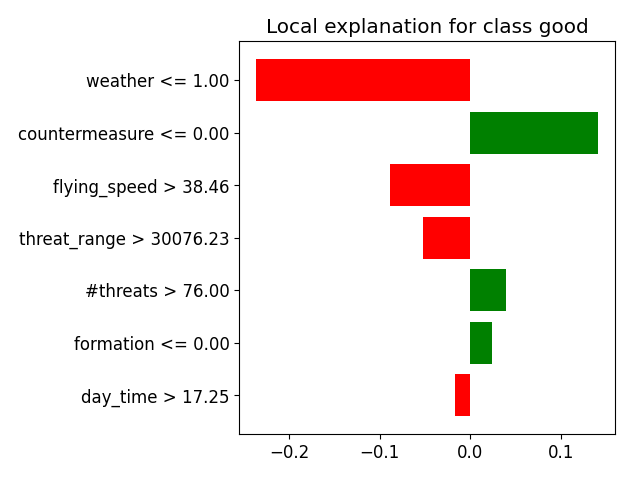 Local explanation for class good
weather <= 1.00
countermeasure <= 0.00
flying_speed > 38.46
threat_range > 30076.23
#threats > 76.00
formation <= 0.00
day_time > 17.25
−0.2 −0.1 0.0 0.1